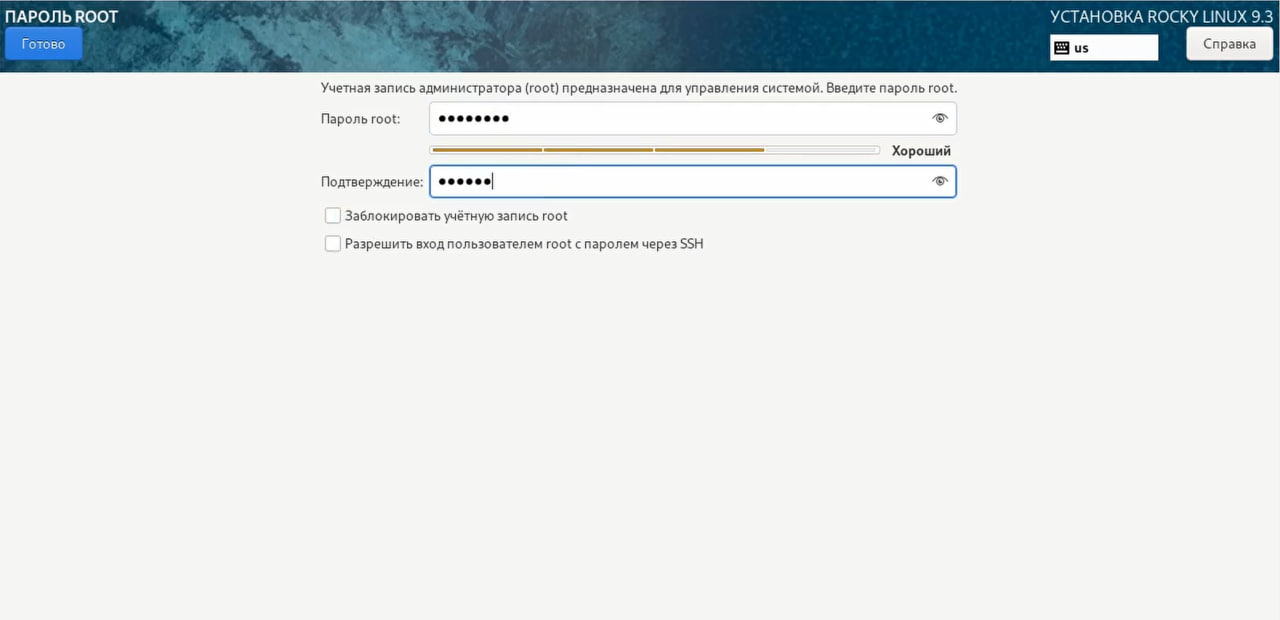 ПАРОЛЬ ROOT
УСТАНОВКА ROCKY LINUX 9.3
Готово
us
Справка
Учетная запись администратора (root) предназначена для управления системой. Введите пароль root.
Пароль root: ●●●●●●●●
Хороший
Подтверждение: ●●●●●●
Заблокировать учётную запись root
Разрешить вход пользователем root с паролем через SSH